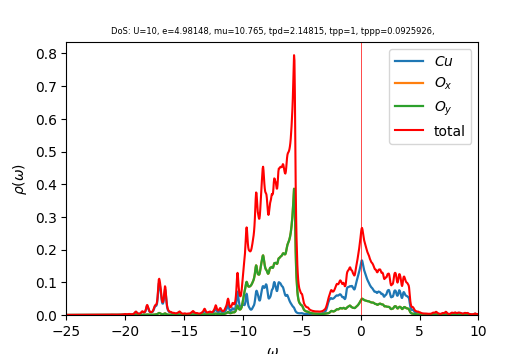 DoS: U=10, e=4.98148, mu=10.765, tpd=2.14815, tpp=1, tppp=0.0925926,
0.8
0.7
0.6
0.5
0.4
0.3
0.2
0.1
0.0
ρ(ω)
Cu
Oₓ
O_y
total
−25 −20 −15 −10 −5 0 5 10
ω